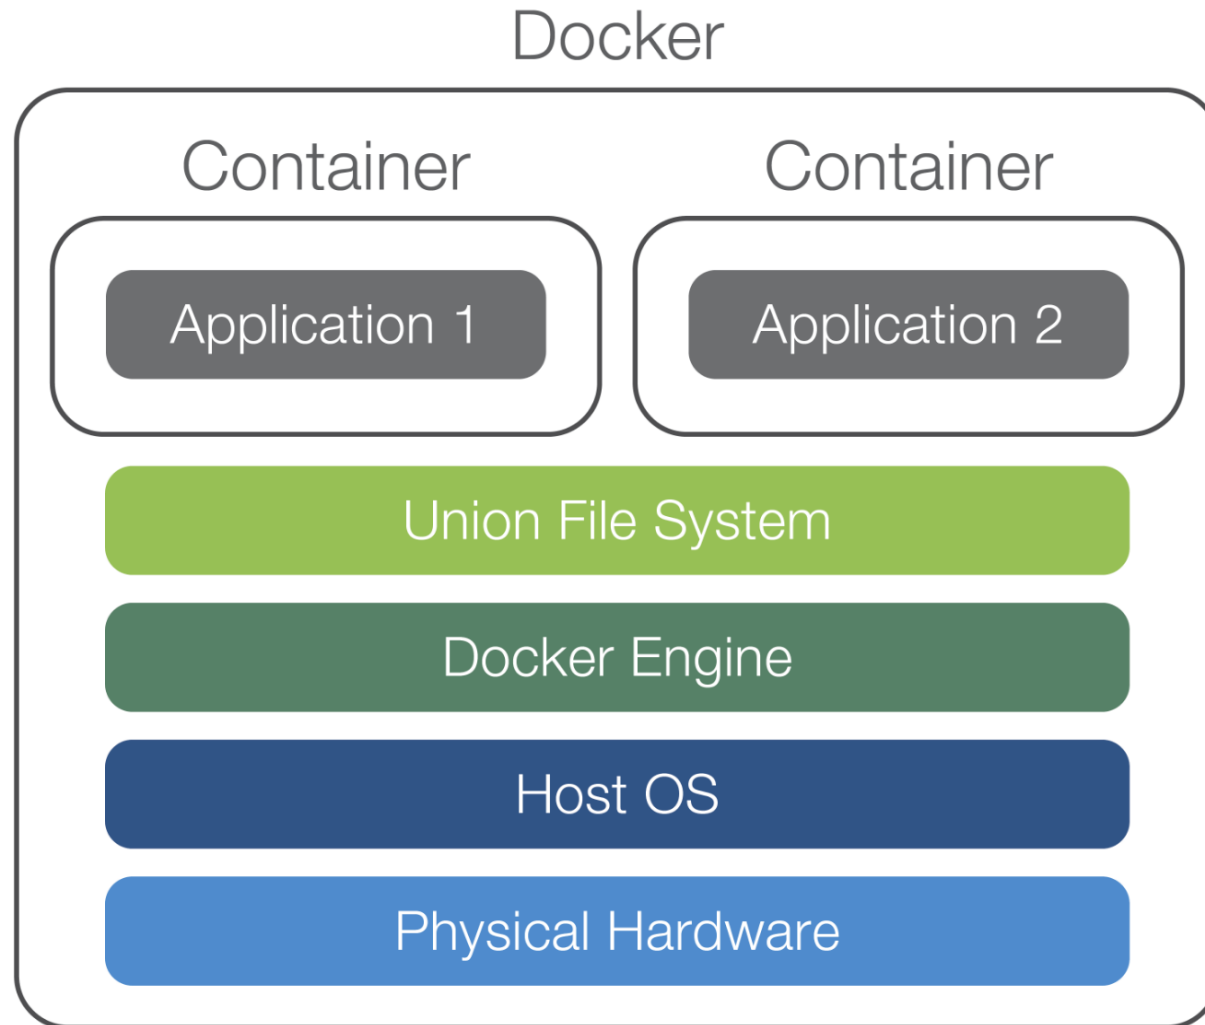 Docker
Container Container
Application 1 Application 2
Union File System
Docker Engine
Host OS
Physical Hardware